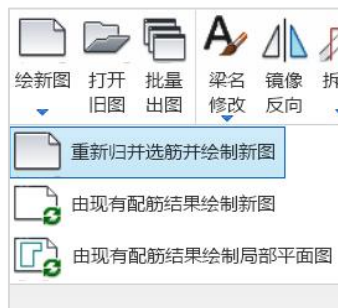 绘新图 打开 批量 梁名 镜像 拆
旧图 出图 修改 反向
重新归并选筋并绘制新图
由现有配筋结果绘制新图
由现有配筋结果绘制局部平面图